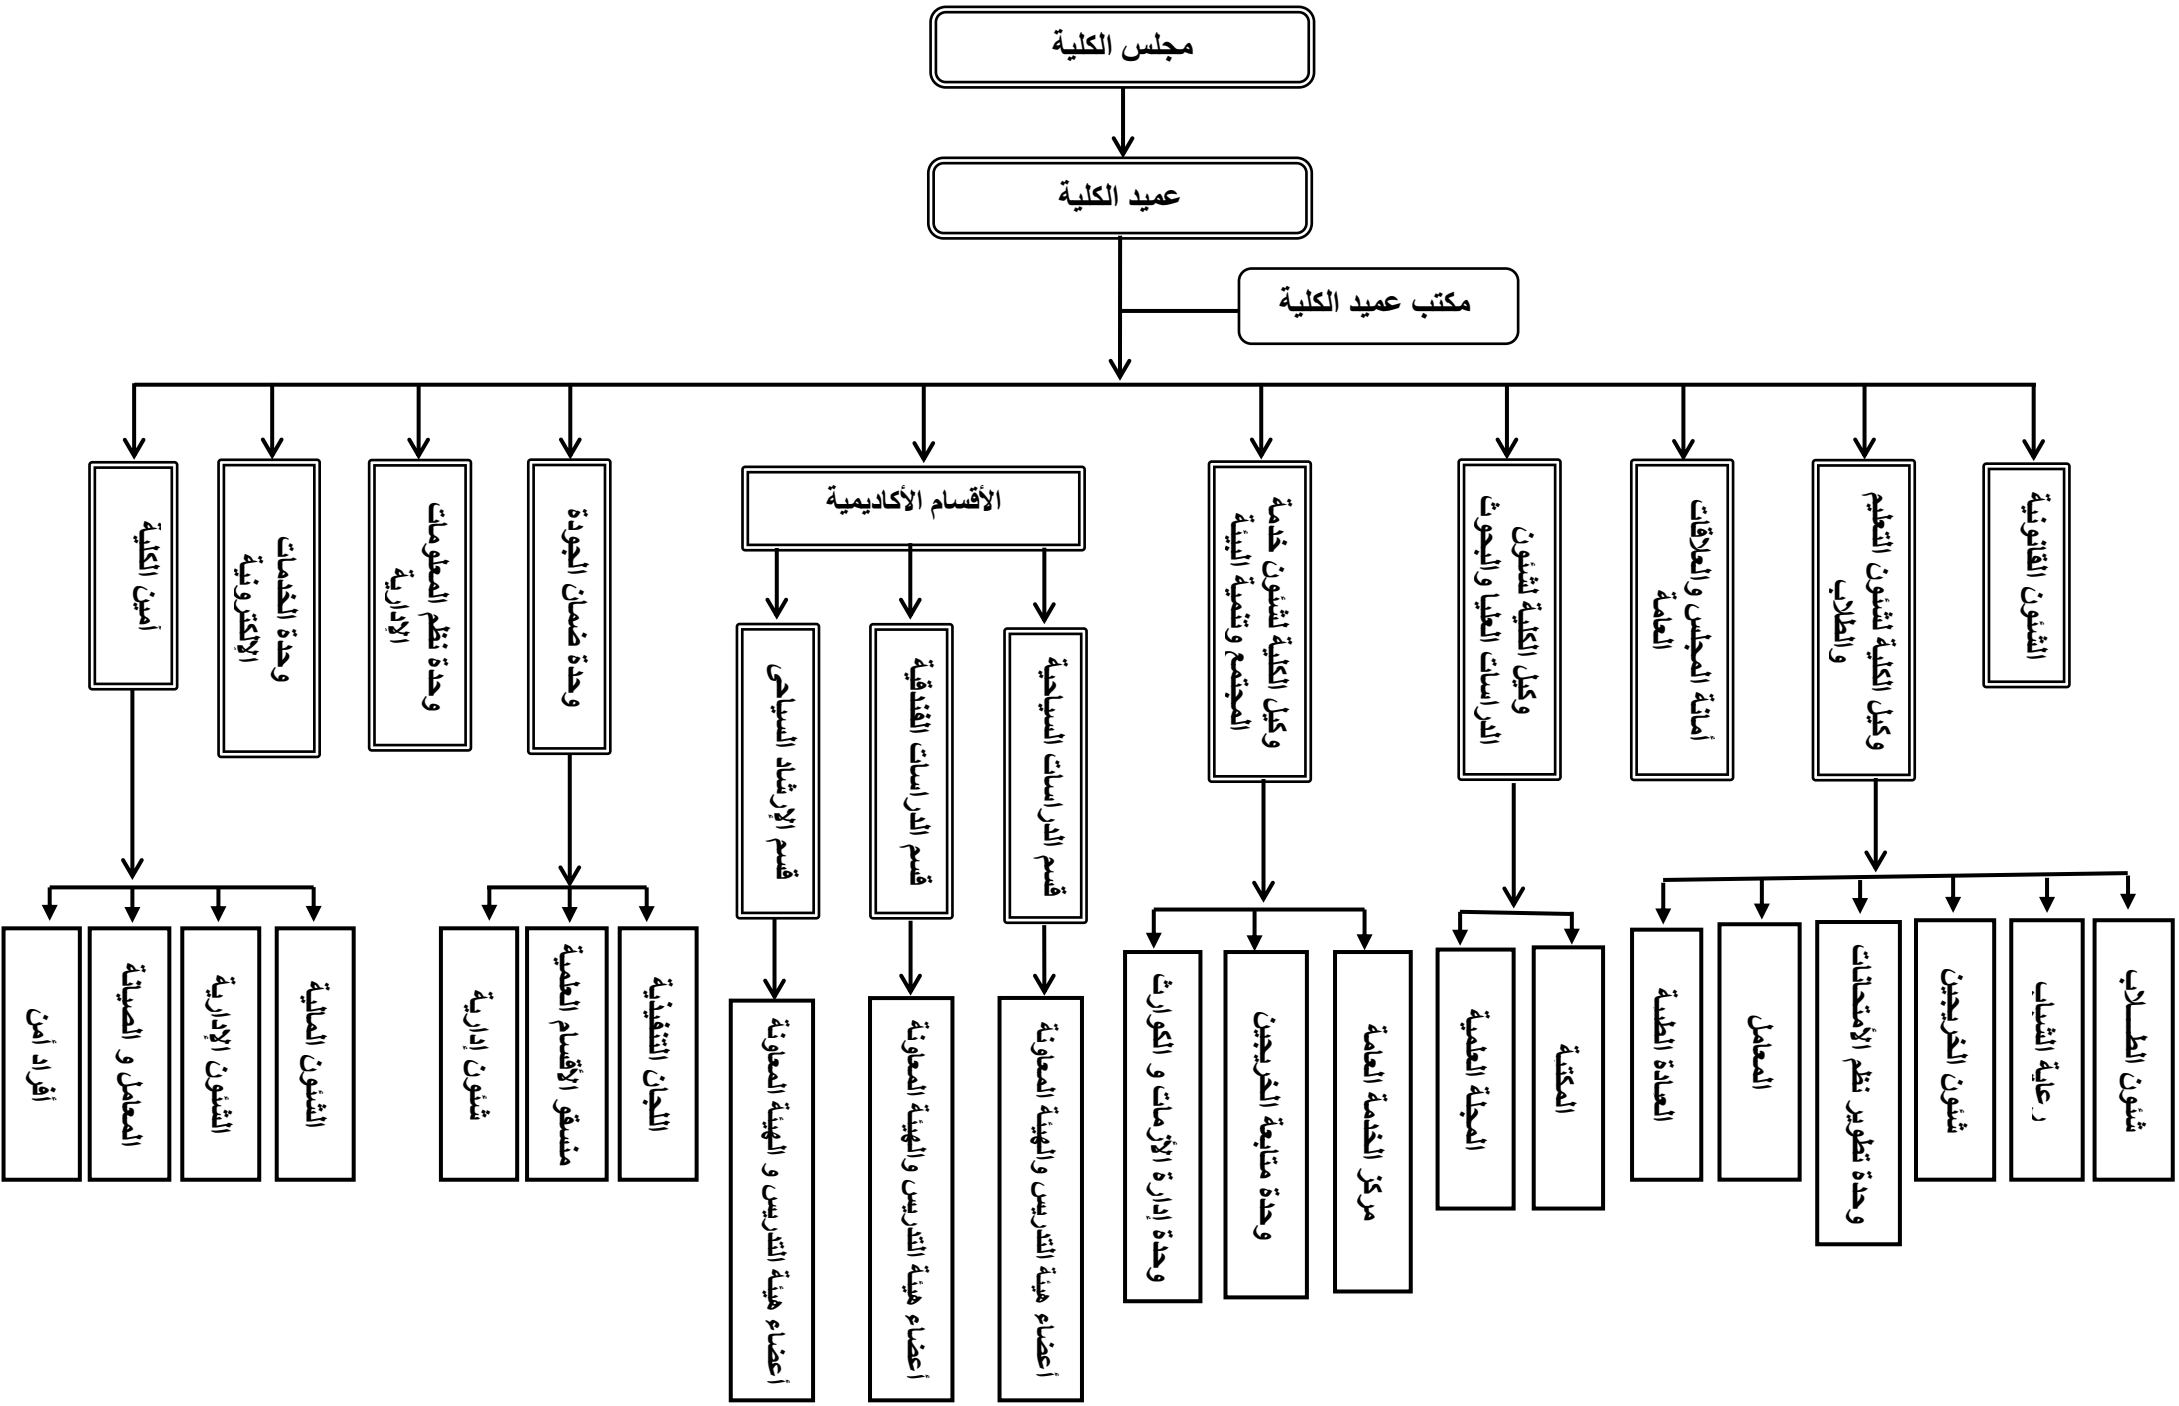 مجلس الكلية
عميد الكلية
مكتب عميد الكلية
الشئون القانونية
وكيل الكلية لشئون التعليم
والطلاب
أمانة المجلس والعلاقات
العامة
وكيل الكلية لشئون
الدراسات العليا والبحوث
وكيل الكلية لشئون خدمة
المجتمع وتنمية البيئة
الأقسام الأكاديمية
وحدة ضمان الجودة
وحدة نظم المعلومات
الإدارية
وحدة الخدمات
الإلكترونية
أمين الكلية
قسم الدراسات السياحية
قسم الدراسات الفندقية
قسم الإرشاد السياحى
شئون الطـــلاب
رعاية الشباب
شئون الخريجين
وحدة تطوير نظم الأمتحانات
المعامل
العيادة الطبية
المكتبة
المجلة العلمية
مركز الخدمة العامة
وحدة متابعة الخريجين
وحدة إدارة الأزمات و الكوارث
أعضاء هيئة التدريس والهيئة المعاونة
أعضاء هيئة التدريس والهيئة المعاونة
أعضاء هيئة التدريس و الهيئة المعاونة
اللجان التنفيذية
منسقو الأقسام العلمية
شئون إدارية
الشئون المالية
الشئون الإدارية
المعامل و الصيانة
أفراد أمن